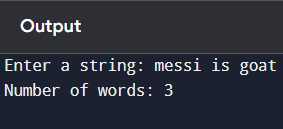 Output
Enter a string: messi is goat
Number of words: 3